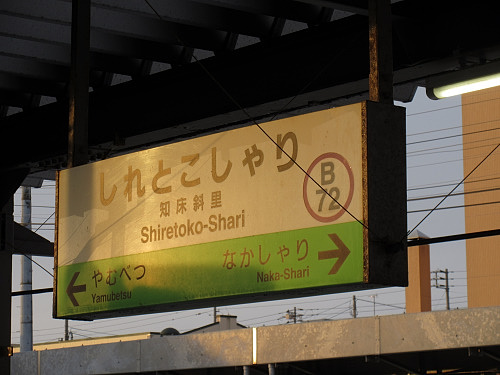 しれとこしゃり
知床斜里
Shiretoko-Shari
B
72
やむべつ
Yamubetsu
なかしゃり
Naka-Shari